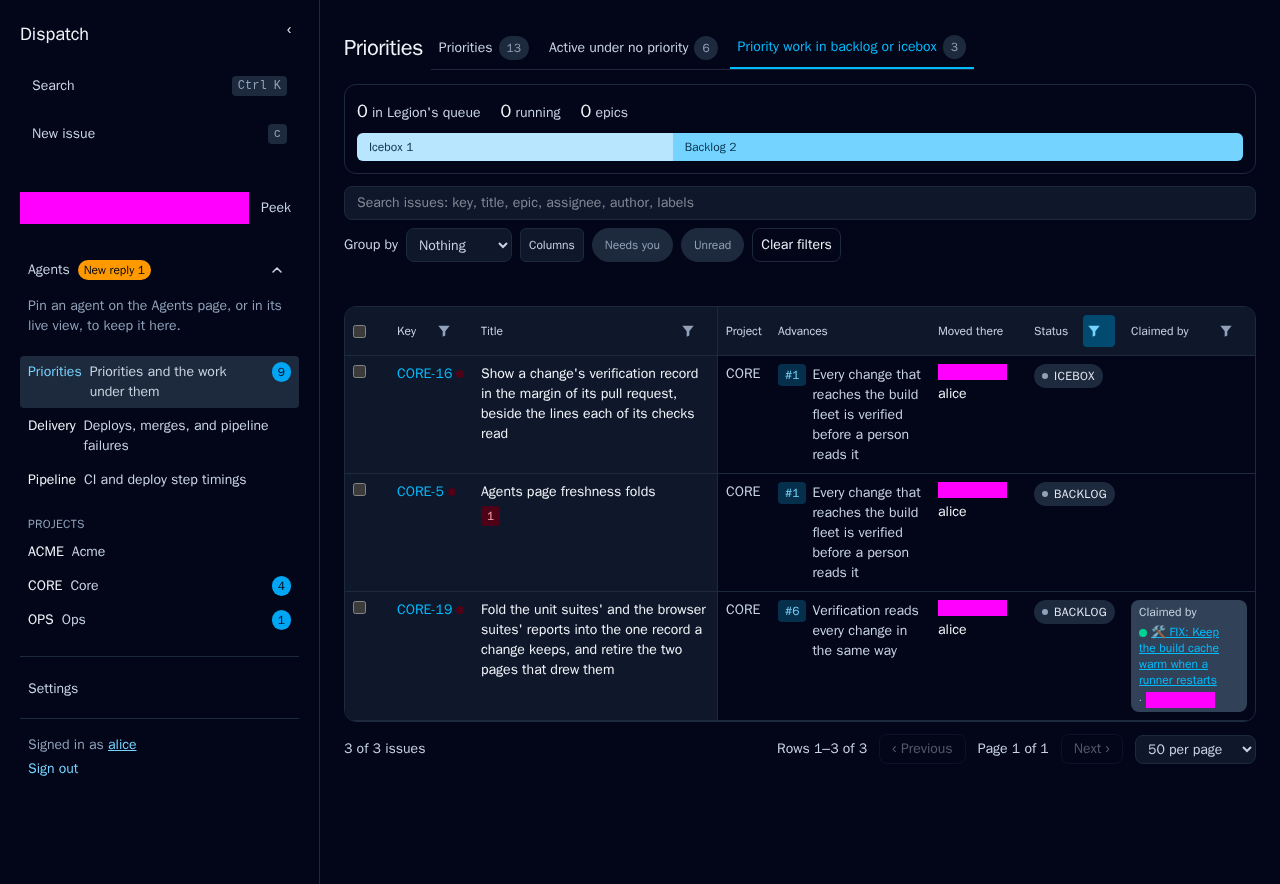 Dispatch
‹
Search
Ctrl K
New issue
C
Peek
Agents
New reply 1
Pin an agent on the Agents page, or in its
live view, to keep it here.
Priorities
Priorities and the work
under them
9
Delivery
Deploys, merges, and pipeline
failures
Pipeline
CI and deploy step timings
PROJECTS
ACME
Acme
CORE
Core
4
OPS
Ops
1
Settings
Signed in as alice
Sign out
Priorities
Priorities 13
Active under no priority 6
Priority work in backlog or icebox 3
0 in Legion's queue
0 running
0 epics
Icebox 1
Backlog 2
Search issues: key, title, epic, assignee, author, labels
Group by
Nothing
Columns
Needs you
Unread
Clear filters
Key
Title
Project
Advances
Moved there
Status
Claimed by
CORE-16
Show a change's verification record
in the margin of its pull request,
beside the lines each of its checks
read
CORE
#1
Every change that
reaches the build
fleet is verified
before a person
reads it
alice
ICEBOX
CORE-5
Agents page freshness folds
1
CORE
#1
Every change that
reaches the build
fleet is verified
before a person
reads it
alice
BACKLOG
CORE-19
Fold the unit suites' and the browser
suites' reports into the one record a
change keeps, and retire the two
pages that drew them
CORE
#6
Verification reads
every change in
the same way
alice
BACKLOG
Claimed by
🛠️ FIX: Keep
the build cache
warm when a
runner restarts
·
3 of 3 issues
Rows 1–3 of 3
‹ Previous
Page 1 of 1
Next ›
50 per page